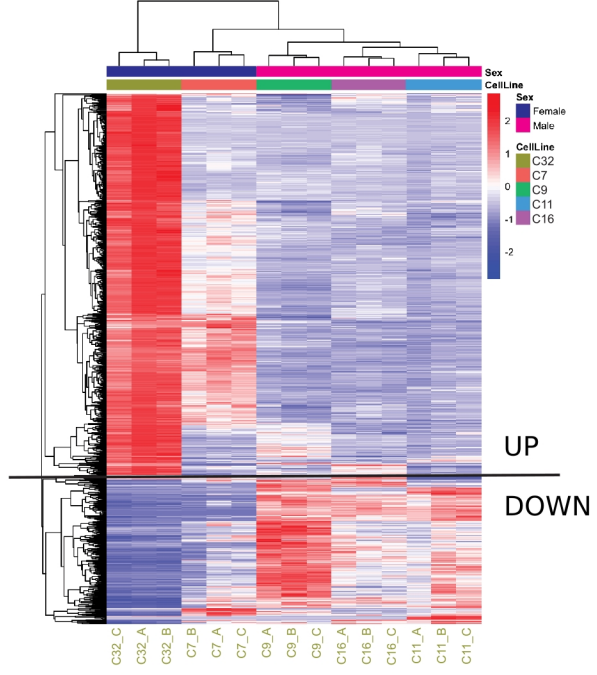 Sex
CellLine
Sex
Female
Male
CellLine
C32
C7
C9
C11
C16
2
1
0
-1
-2
UP
DOWN
C32_C
C32_A
C32_B
C7_B
C7_A
C7_C
C9_A
C9_B
C9_C
C16_A
C16_B
C16_C
C11_A
C11_B
C11_C